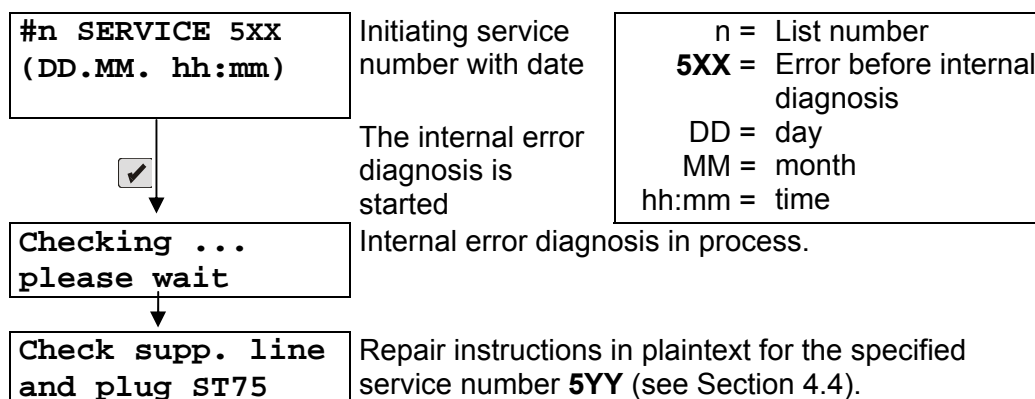 #n SERVICE 5XX
(DD.MM. hh:mm)
Initiating service
number with date
The internal error
diagnosis is
started
n = List number
5XX = Error before internal
diagnosis
DD = day
MM = month
hh:mm = time
Checking ...
please wait
Internal error diagnosis in process.
Check supp. line
and plug ST75
Repair instructions in plaintext for the specified
service number 5YY (see Section 4.4).